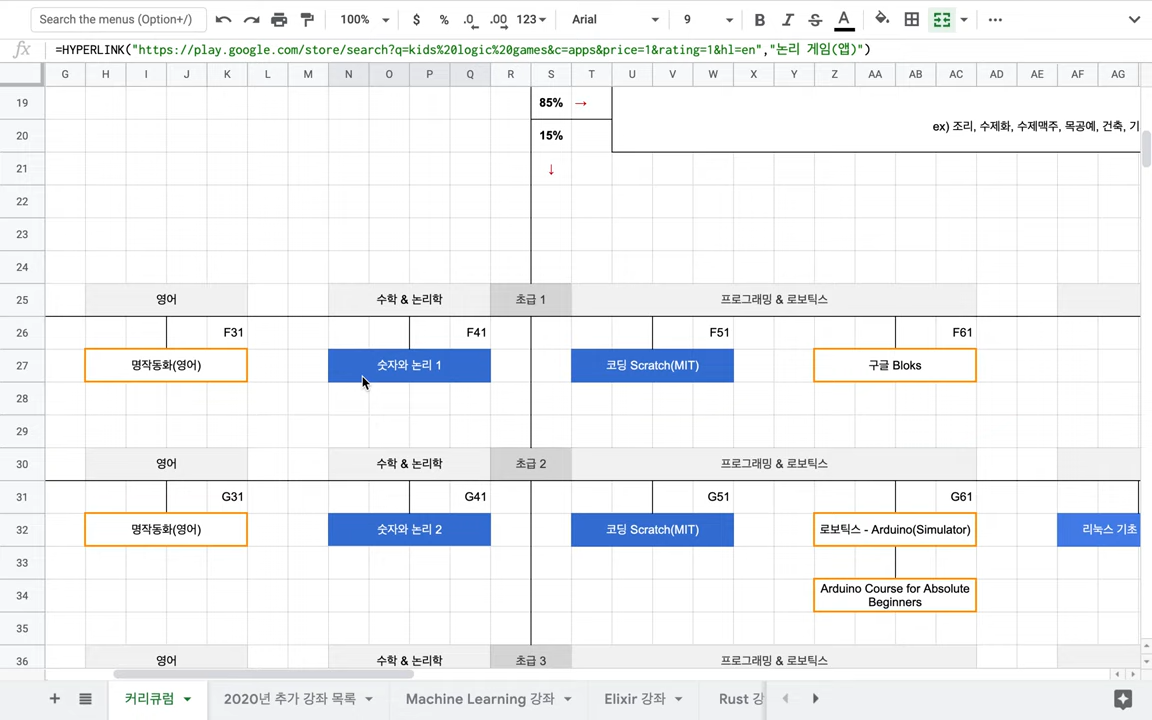 Search the menus (Option+/)
100%
$ % .0 .00 123
Arial
9
B I S A
fx =HYPERLINK("https://play.google.com/store/search?q=kids%20logic%20games&c=apps&price=1&rating=1&hl=en","논리 게임(앱)")
G H I J K L M N O P Q R S T U V W X Y Z AA AB AC AD AE AF AG
19 85% →
ex) 조리, 수제화, 수제맥주, 목공예, 건축, 기
20 15%
21 ↓
22
23
24
25 영어 수학 & 논리학 초급 1 프로그래밍 & 로보틱스
26 F31 F41 F51 F61
27 명작동화(영어) 숫자와 논리 1 코딩 Scratch(MIT) 구글 Bloks
28
29
30 영어 수학 & 논리학 초급 2 프로그래밍 & 로보틱스
31 G31 G41 G51 G61
32 명작동화(영어) 숫자와 논리 2 코딩 Scratch(MIT) 로보틱스 - Arduino(Simulator) 리눅스 기초
33
34 Arduino Course for Absolute
Beginners
35
36 영어 수학 & 논리학 초급 3 프로그래밍 & 로보틱스
커리큘럼 2020년 추가 강좌 목록 Machine Learning 강좌 Elixir 강좌 Rust 강